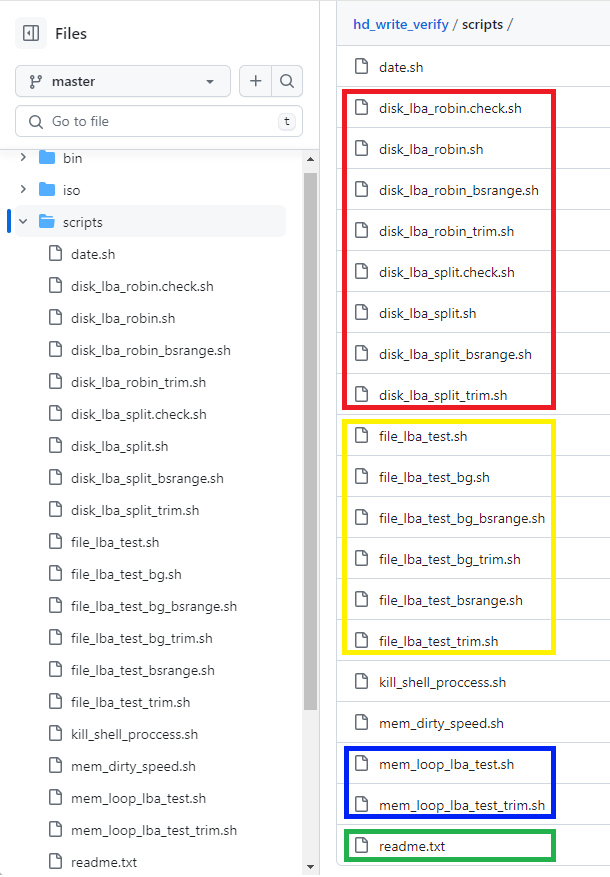 Files
master
Go to file
t
bin
iso
scripts
date.sh
disk_lba_robin.check.sh
disk_lba_robin.sh
disk_lba_robin_bsrange.sh
disk_lba_robin_trim.sh
disk_lba_split.check.sh
disk_lba_split.sh
disk_lba_split_bsrange.sh
disk_lba_split_trim.sh
file_lba_test.sh
file_lba_test_bg.sh
file_lba_test_bg_bsrange.sh
file_lba_test_bg_trim.sh
file_lba_test_bsrange.sh
file_lba_test_trim.sh
kill_shell_proccess.sh
mem_dirty_speed.sh
mem_loop_lba_test.sh
mem_loop_lba_test_trim.sh
readme.txt
hd_write_verify / scripts /
date.sh
disk_lba_robin.check.sh
disk_lba_robin.sh
disk_lba_robin_bsrange.sh
disk_lba_robin_trim.sh
disk_lba_split.check.sh
disk_lba_split.sh
disk_lba_split_bsrange.sh
disk_lba_split_trim.sh
file_lba_test.sh
file_lba_test_bg.sh
file_lba_test_bg_bsrange.sh
file_lba_test_bg_trim.sh
file_lba_test_bsrange.sh
file_lba_test_trim.sh
kill_shell_proccess.sh
mem_dirty_speed.sh
mem_loop_lba_test.sh
mem_loop_lba_test_trim.sh
readme.txt